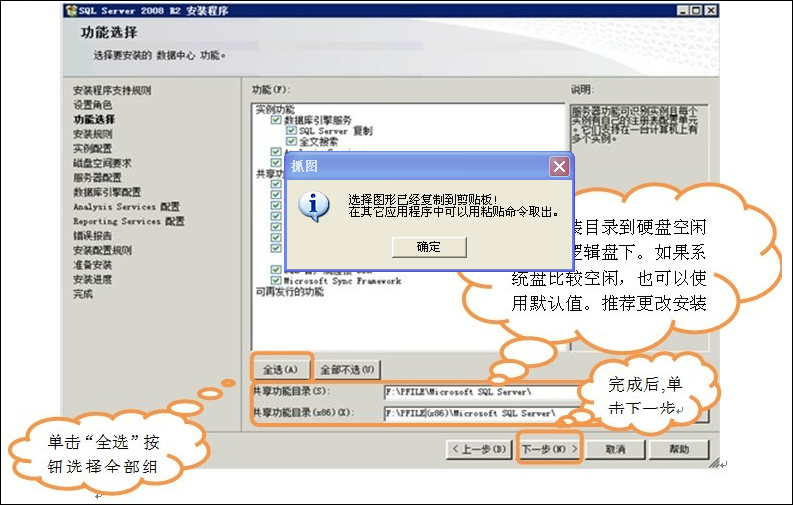 SQL Server 2008 R2 安装程序
功能选择
选择要安装的 数据中心 功能。
安装程序支持规则
设置角色
功能选择
安装规则
实例配置
磁盘空间要求
服务器配置
数据库引擎配置
Analysis Services 配置
Reporting Services 配置
错误报告
安装配置规则
准备安装
安装进度
完成
功能(F):
实例功能
数据库引擎服务
SQL Server 复制
全文搜索
共享功
Microsoft Sync Framework
可再发行的功能
说明:
服务器功能可识别实例且每个
实例有自己的注册表配置单元
。它们支持在一台计算机上有
多个实例。
抓图
选择图形已经复制到剪贴板!
在其它应用程序中可以用粘贴命令取出。
确定
装目录到硬盘空闲
逻辑盘下。如果系
统盘比较空闲，也可以使
用默认值。推荐更改安装
全选(A)
全部不选(U)
共享功能目录(S):
F:\PFILE\Microsoft SQL Server\
共享功能目录(x86)(X):
F:\PFILE(x86)\Microsoft SQL Server\
完成后,单
击下一步
单击“全选”按
钮选择全部组
< 上一步(B)
下一步(N) >
取消
帮助